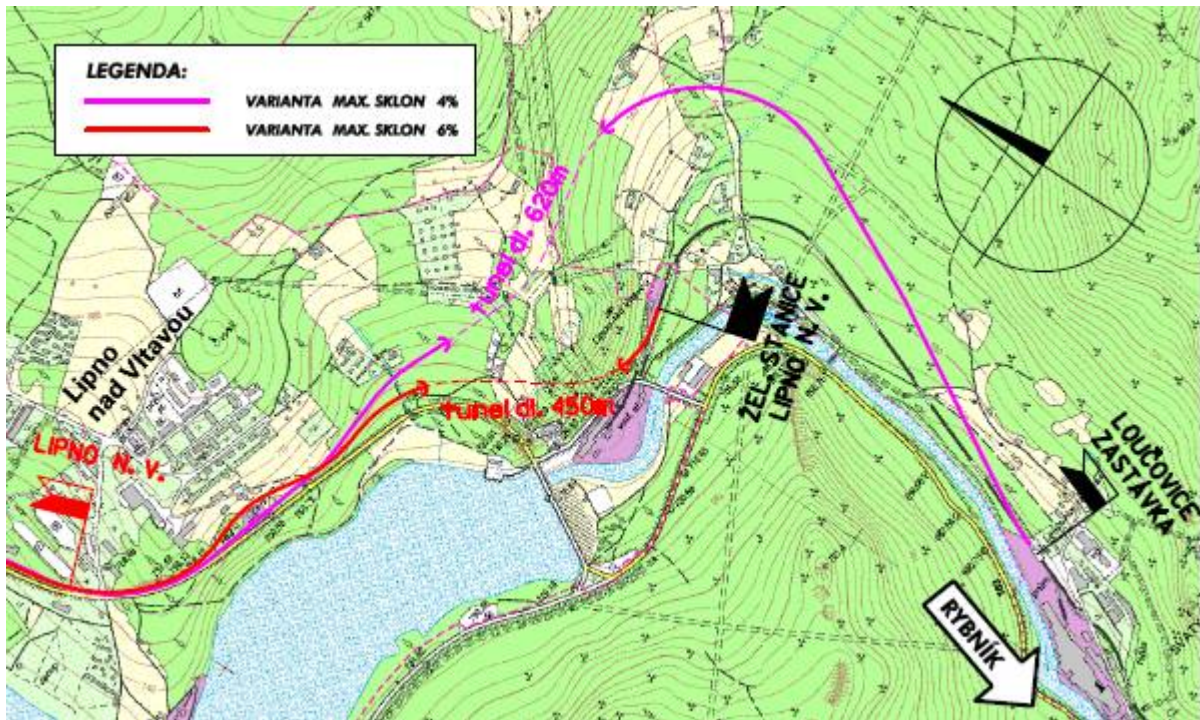 LEGENDA:
VARIANTA MAX. SKLON 4%
VARIANTA MAX. SKLON 6%
tunel dl. 620m
Lipno
nad Vltavou
LIPNO N. V.
tunel dl. 450m
ŽEL. STANICE
LIPNO N. V.
LOUČOVICE
ZASTÁVKA
RYBNÍK